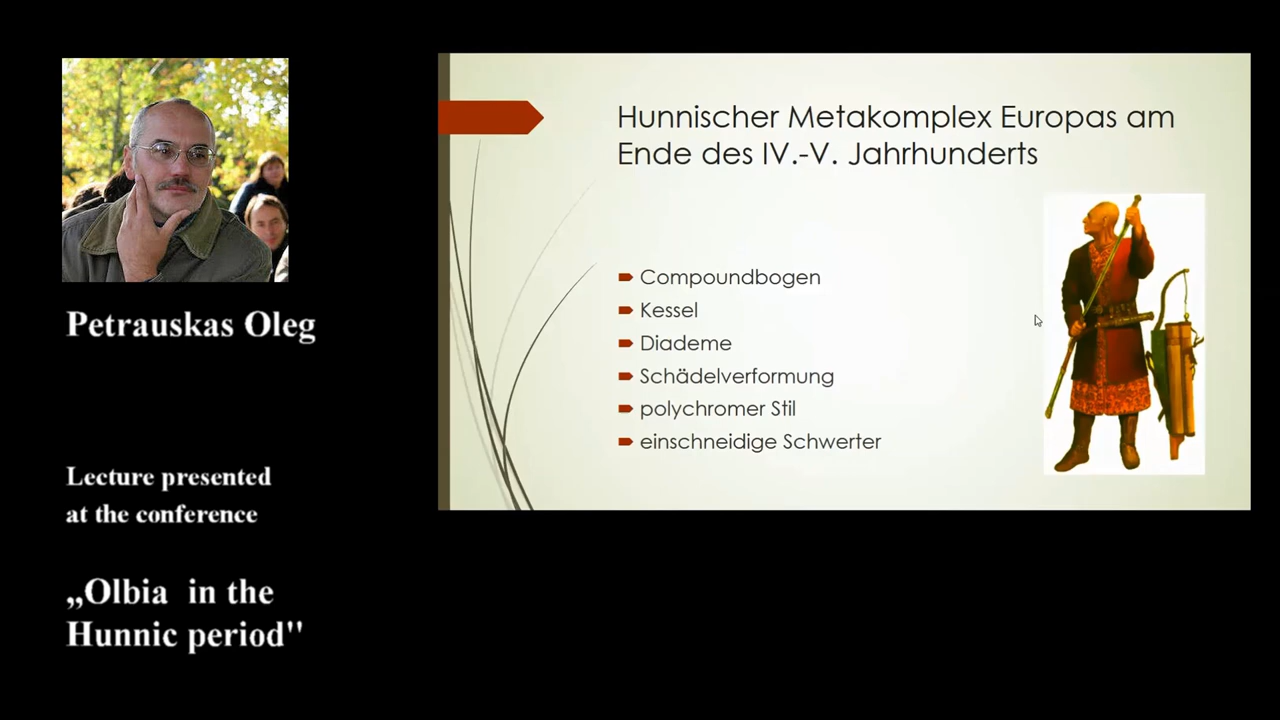 Petrauskas Oleg
Lecture presented
at the conference
„Olbia in the
Hunnic period"
Hunnischer Metakomplex Europas am
Ende des IV.-V. Jahrhunderts
Compoundbogen
Kessel
Diademe
Schädelverformung
polychromer Stil
einschneidige Schwerter